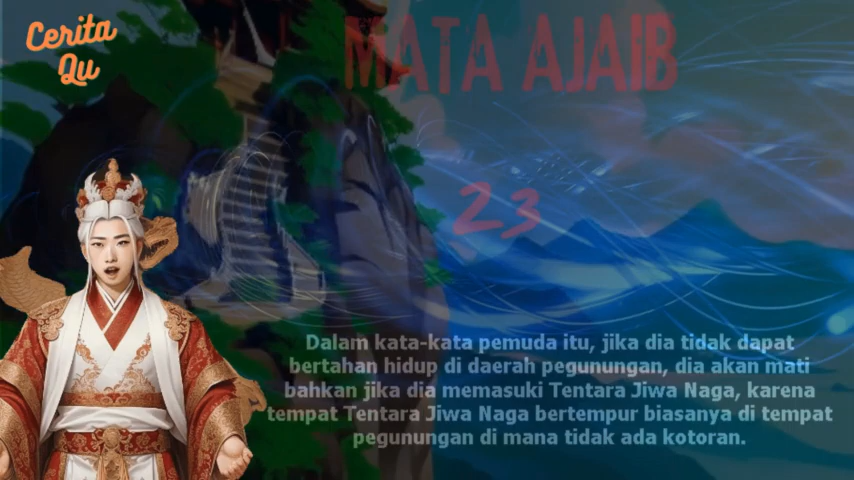 Cerita
Qu
MATA AJAIB
23
Dalam kata-kata pemuda itu, jika dia tidak dapat
bertahan hidup di daerah pegunungan, dia akan mati
bahkan jika dia memasuki Tentara Jiwa Naga, karena
tempat Tentara Jiwa Naga bertempur biasanya di tempat
pegunungan di mana tidak ada kotoran.